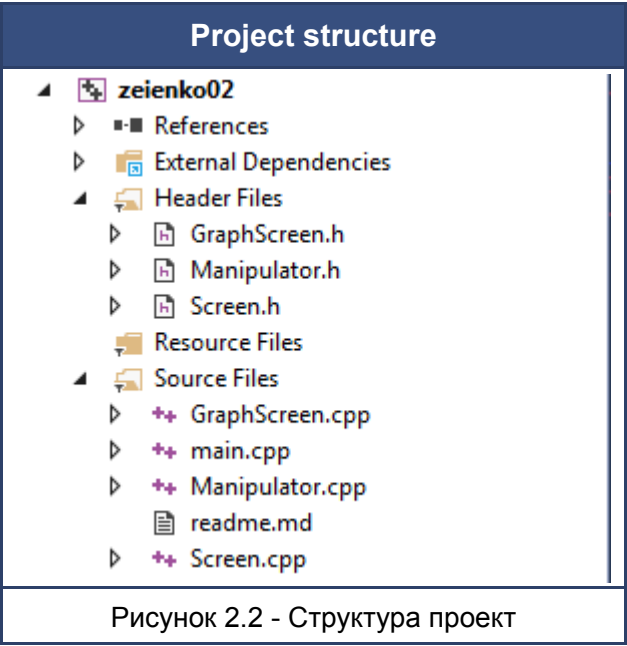 Project structure
zeienko02
References
External Dependencies
Header Files
GraphScreen.h
Manipulator.h
Screen.h
Resource Files
Source Files
GraphScreen.cpp
main.cpp
Manipulator.cpp
readme.md
Screen.cpp
Рисунок 2.2 - Структура проект